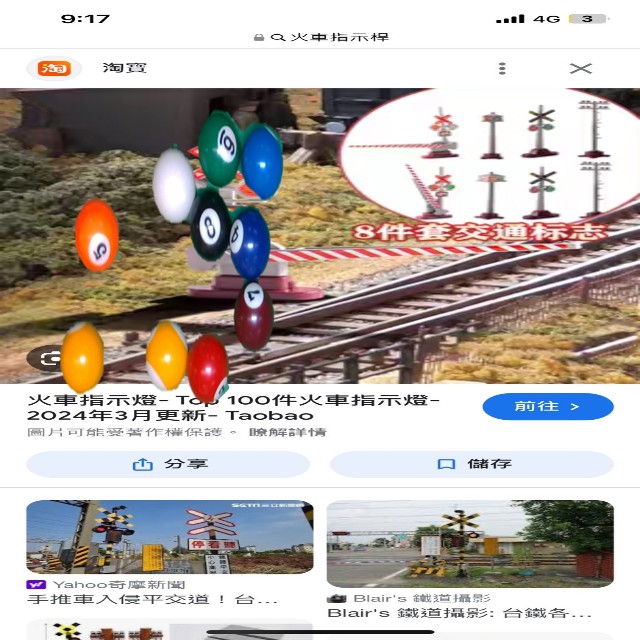 9:17
4G
3
火車指示桿
淘
淘寶
6
8
5
7
8件套交通标志
火車指示燈- Top 100件火車指示燈-
2024年3月更新- Taobao
前往 >
圖片可能受著作權保護。 瞭解詳情
分享
儲存
停看聽
Yahoo奇摩新聞
手推車入侵平交道！台...
Blair's 鐵道攝影
Blair's 鐵道攝影: 台鐵各...